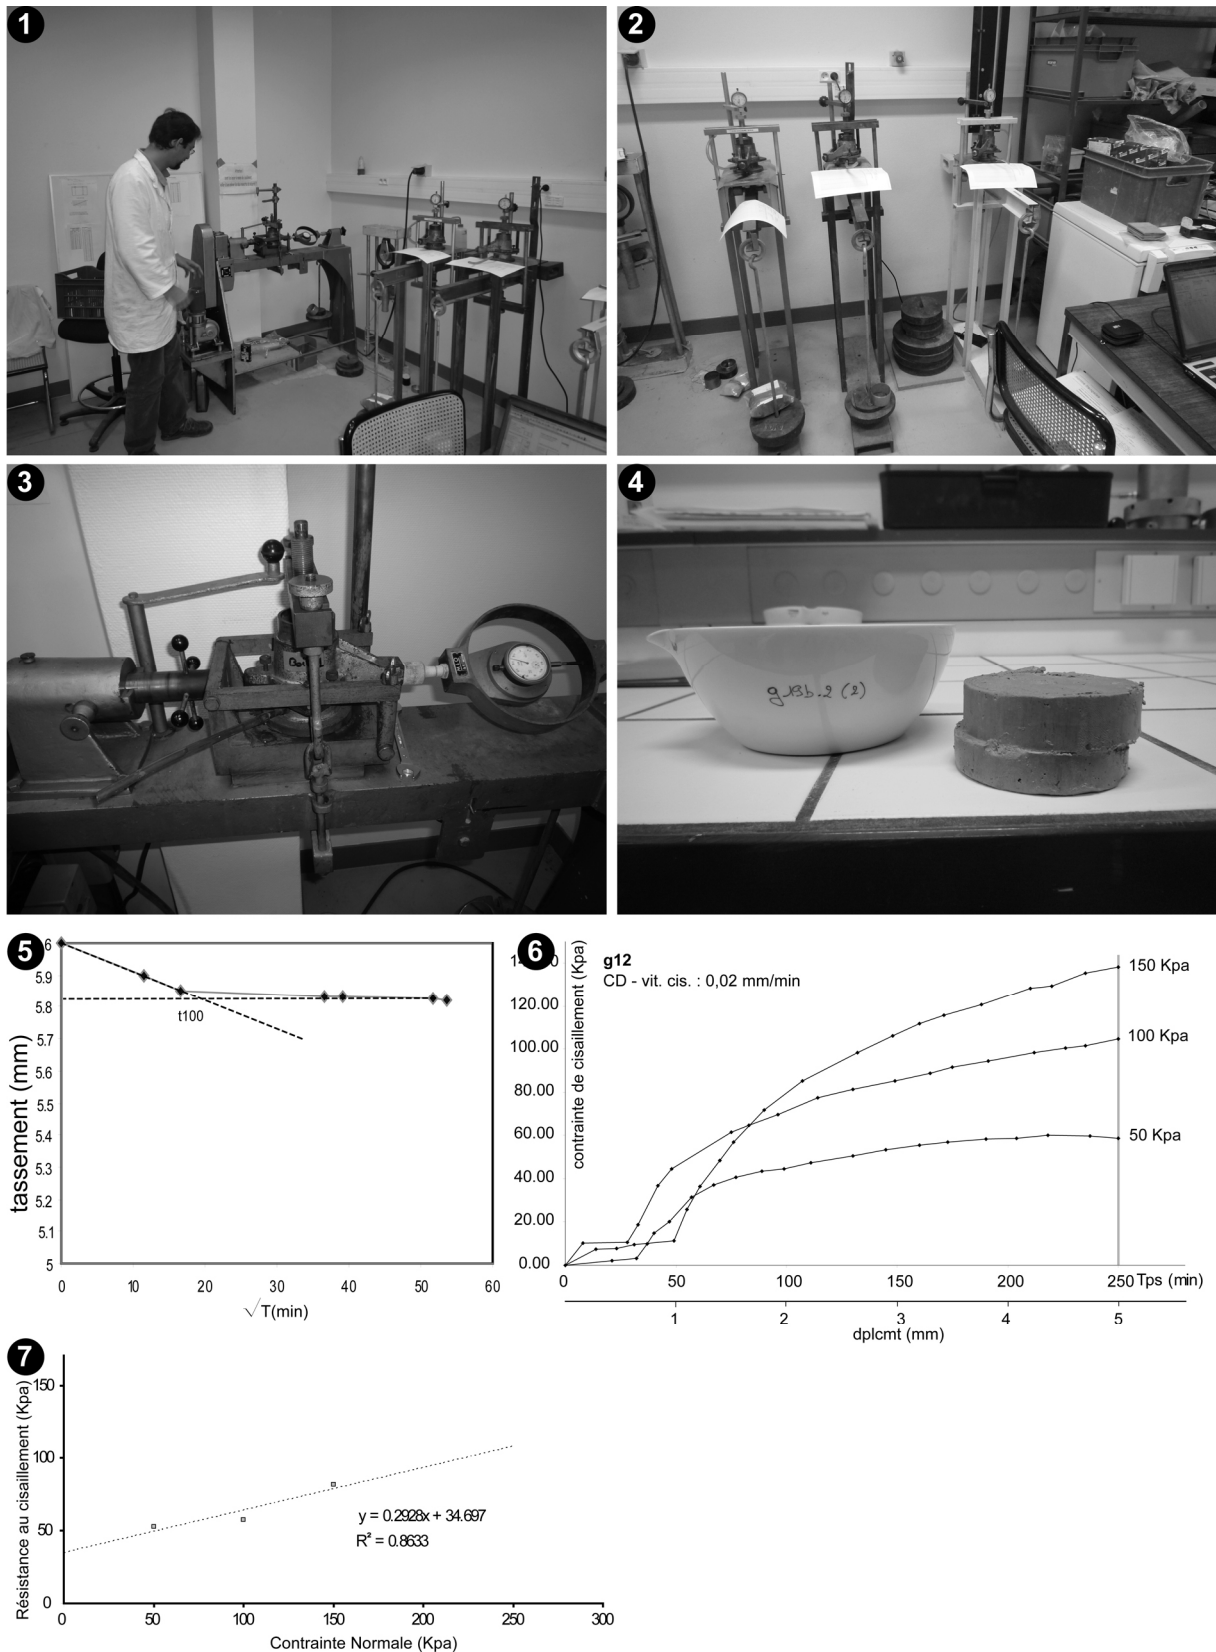 1
2
3
4
g13b.2 (2)
5
tassement (mm)
6
5.9
5.8
5.7
5.6
5.5
5.4
5.3
5.2
5.1
5
t100
0 10 20 30 40 50 60
√T(min)
6
contrainte de cisaillement (Kpa)
g12
CD - vit. cis. : 0,02 mm/min
120.00
100.00
80.00
60.00
40.00
20.00
0.00
150 Kpa
100 Kpa
50 Kpa
0 50 100 150 200 250 Tps (min)
1 2 3 4 5
dplcmt (mm)
7
Résistance au cisaillement (Kpa)
150
100
50
0
y = 0.2928x + 34.697
R² = 0.8633
0 50 100 150 200 250 300
Contrainte Normale (Kpa)